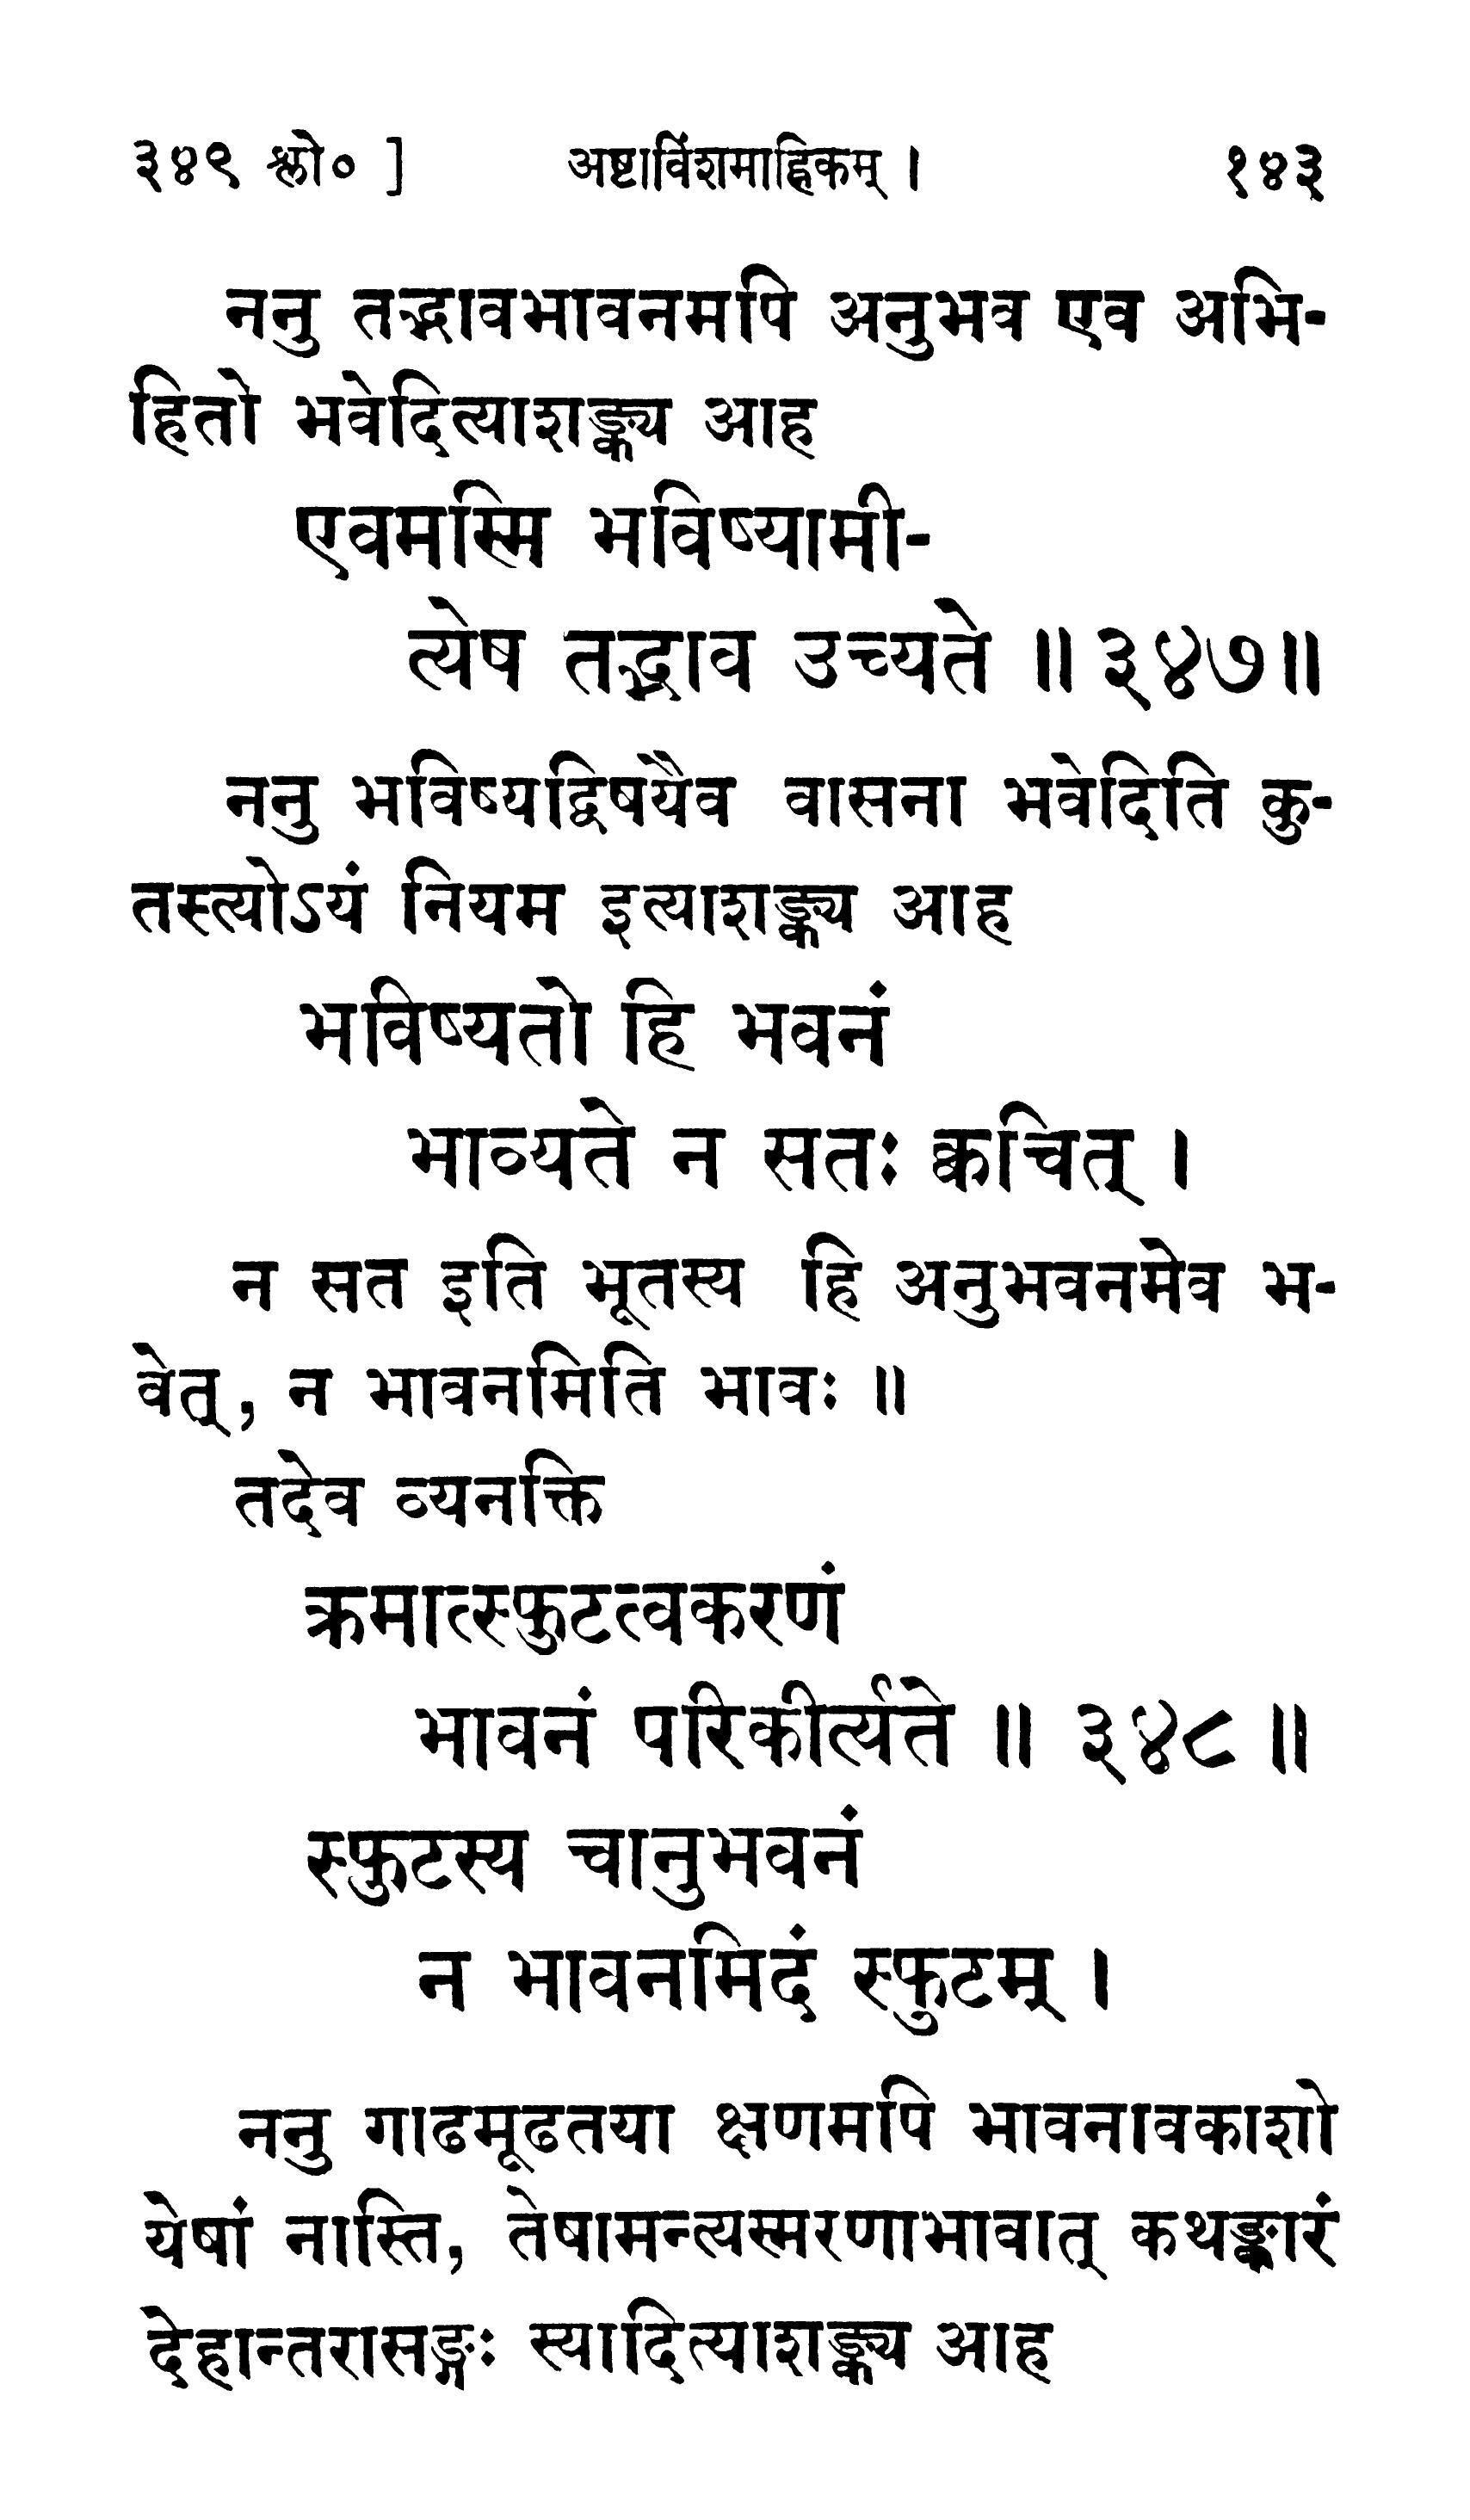 ३४९ श्लो० ] अष्टाविंशमाह्निकम् । १४३
ननु तद्भावभावनमपि अनुभव एव अभि-
हितो भवेदित्याशङ्क्य आह
एवमस्मि भविष्यामी-
त्येष तद्भाव उच्यते ॥ ३४७॥
ननु भविष्यद्विषयैव वासना भवेदिति कु-
तस्त्योऽयं नियम इत्याशङ्क्य आह
भविष्यतो हि भवनं
भाव्यते न सतः क्वचित् ।
न सत इति भूतस्य हि अनुभवनमेव भ-
वेत्, न भावनमिति भावः ॥
तदेव व्यनक्ति
क्रमात्स्फुटत्वकरणं
भावनं परिकीर्त्यते ॥ ३४८ ॥
स्फुटस्य चानुभवनं
न भावनमिदं स्फुटम् ।
ननु गाढमूढतया क्षणमपि भावनावकाशो
येषां नास्ति, तेषामन्त्यस्मरणाभावात् कथङ्कारं
देहान्तरासङ्गः स्यादित्याशङ्क्य आह